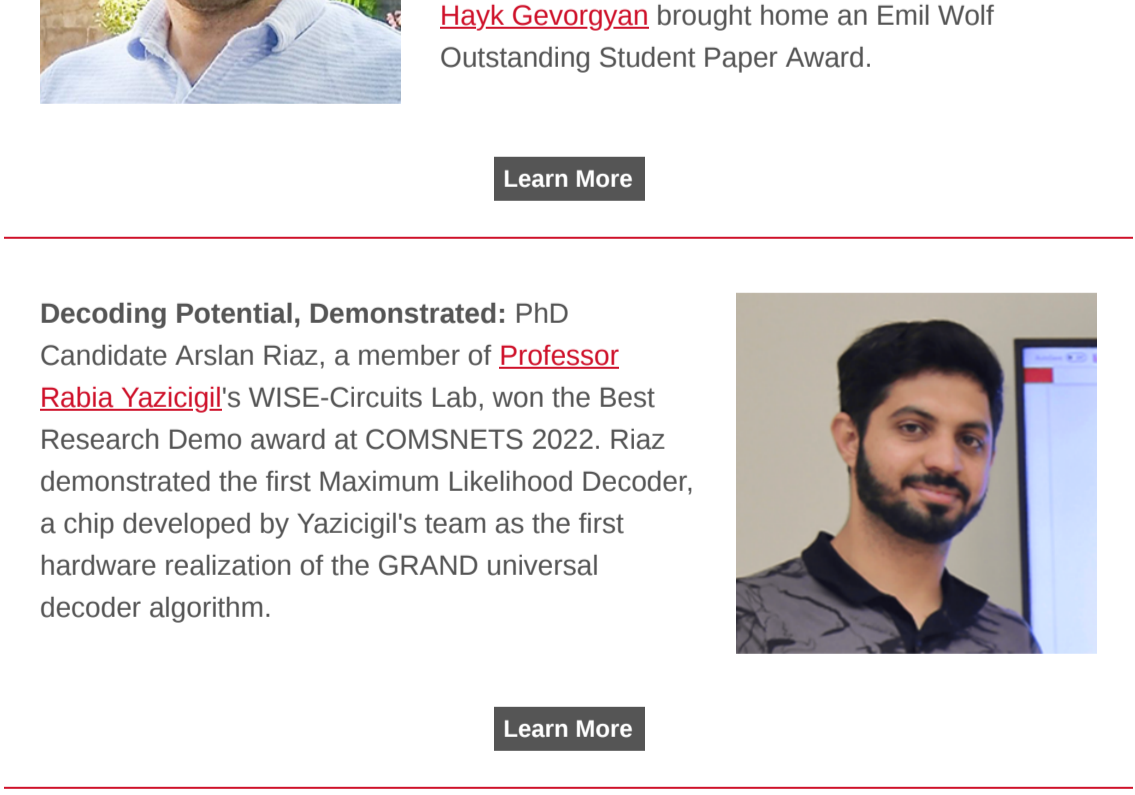 Hayk Gevorgyan brought home an Emil Wolf
Outstanding Student Paper Award.
Learn More
Decoding Potential, Demonstrated: PhD
Candidate Arslan Riaz, a member of Professor
Rabia Yazicigil's WISE-Circuits Lab, won the Best
Research Demo award at COMSNETS 2022. Riaz
demonstrated the first Maximum Likelihood Decoder,
a chip developed by Yazicigil's team as the first
hardware realization of the GRAND universal
decoder algorithm.
Learn More